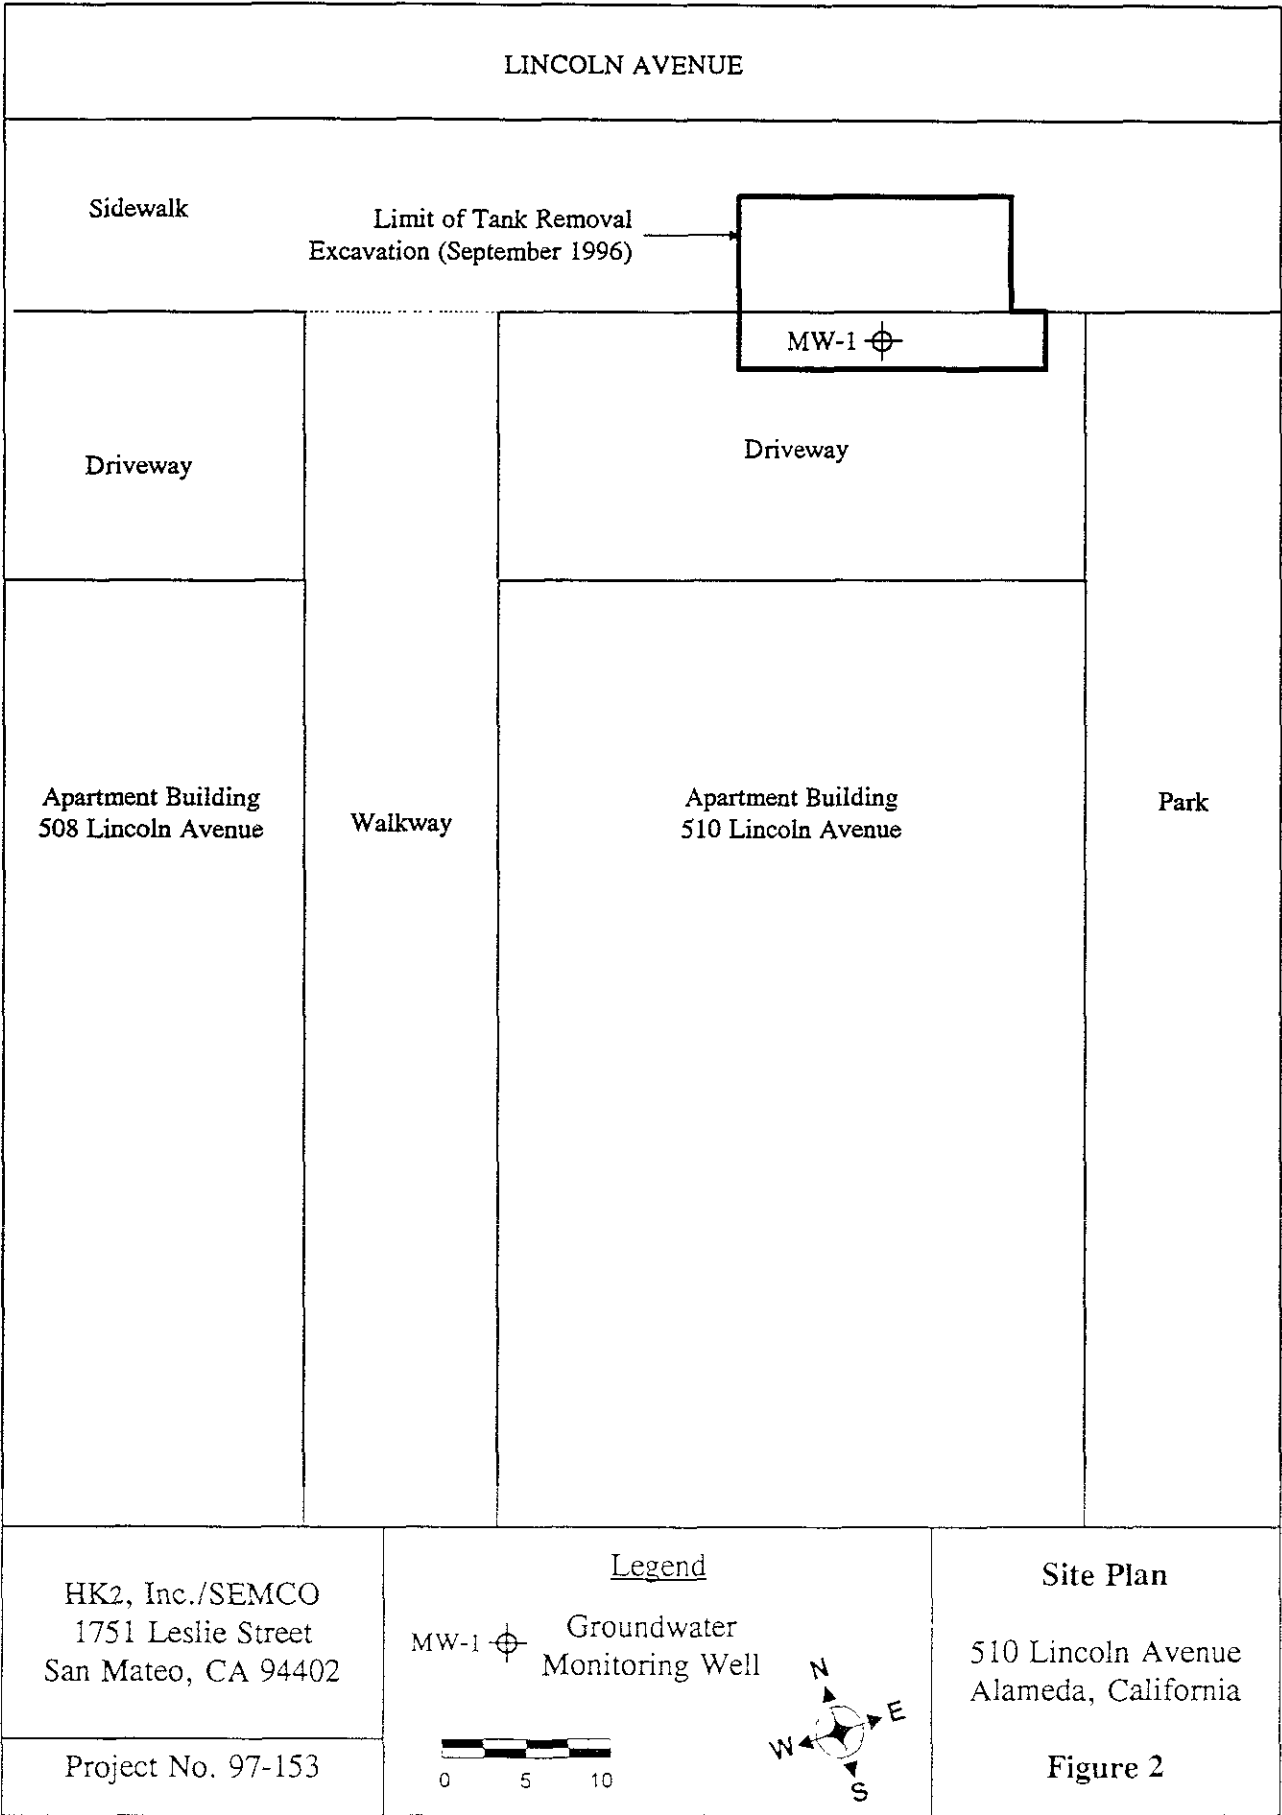 LINCOLN AVENUE
Sidewalk
Limit of Tank Removal
Excavation (September 1996)
MW-1
Driveway
Driveway
Apartment Building
508 Lincoln Avenue
Walkway
Apartment Building
510 Lincoln Avenue
Park
HK2, Inc./SEMCO
1751 Leslie Street
San Mateo, CA 94402
Project No. 97-153
Legend
MW-1
Groundwater
Monitoring Well
0 5 10
N
E
W
S
Site Plan
510 Lincoln Avenue
Alameda, California
Figure 2